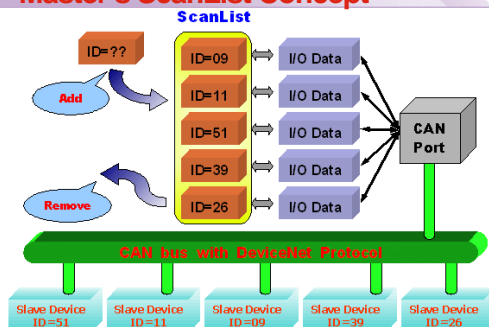 Master's ScanList Concept
ScanList
ID=??
Add
Remove
ID=09
I/O Data
ID=11
I/O Data
ID=51
I/O Data
ID=39
I/O Data
ID=26
I/O Data
CAN
Port
CAN bus with DeviceNet Protocol
Slave Device
ID=51
Slave Device
ID=11
Slave Device
ID=09
Slave Device
ID=39
Slave Device
ID=26